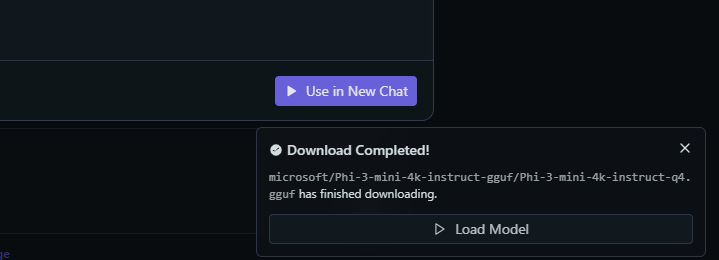 Use in New Chat
Download Completed!
microsoft/Phi-3-mini-4k-instruct-gguf/Phi-3-mini-4k-instruct-q4.
gguf has finished downloading.
Load Model